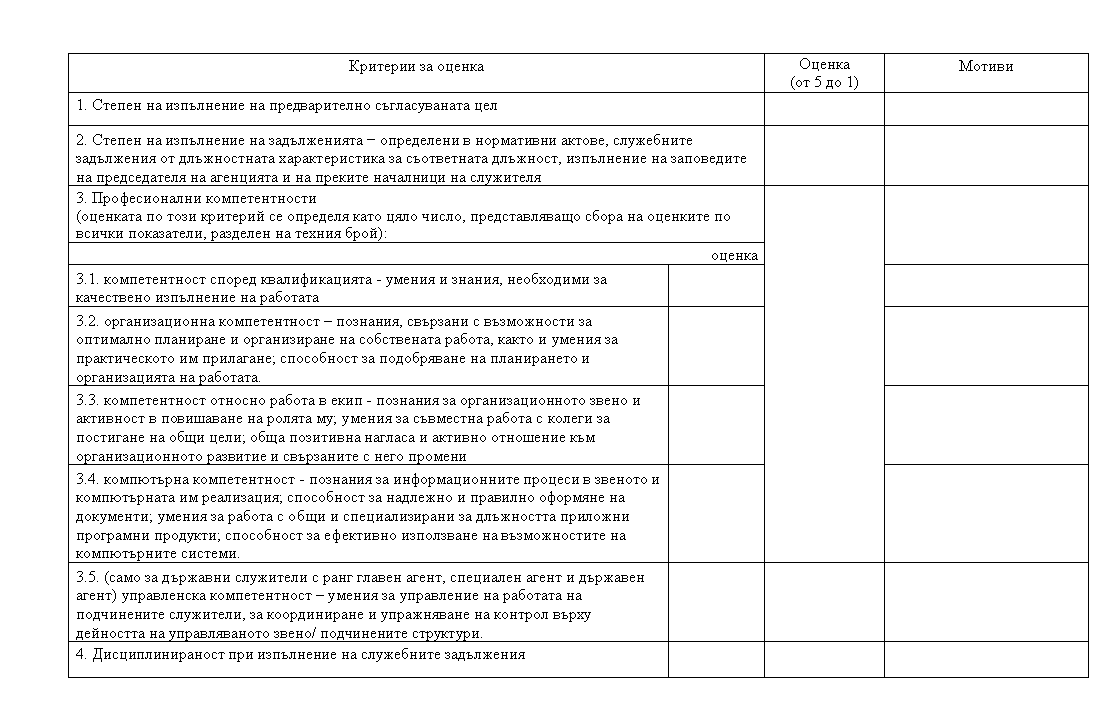 Критерии за оценка
Оценка
(от 5 до 1)
Мотиви
1. Степен на изпълнение на предварително съгласуваната цел
2. Степен на изпълнение на задълженията – определени в нормативни актове, служебните
задължения от длъжностната характеристика за съответната длъжност, изпълнение на заповедите
на председателя на агенцията и на преките началници на служителя
3. Професионални компетентности
(оценката по този критерий се определя като цяло число, представляващо сбора на оценките по
всички показатели, разделен на техния брой):
оценка
3.1. компетентност според квалификацията - умения и знания, необходими за
качествено изпълнение на работата
3.2. организационна компетентност – познания, свързани с възможности за
оптимално планиране и организиране на собствената работа, както и умения за
практическото им прилагане; способност за подобряване на планирането и
организацията на работата.
3.3. компетентност относно работа в екип - познания за организационното звено и
активност в повишаване на ролята му; умения за съвместна работа с колеги за
постигане на общи цели; обща позитивна нагласа и активно отношение към
организационното развитие и свързаните с него промени
3.4. компютърна компетентност - познания за информационните процеси в звеното и
компютърната им реализация; способност за надлежно и правилно оформяне на
документи; умения за работа с общи и специализирани за длъжността приложни
програмни продукти; способност за ефективно използване на възможностите на
компютърните системи.
3.5. (само за държавни служители с ранг главен агент, специален агент и държавен
агент) управленска компетентност – умения за управление на работата на
подчинените служители, за координиране и упражняване на контрол върху
дейността на управляваното звено/ подчинените структури.
4. Дисциплинираност при изпълнение на служебните задължения